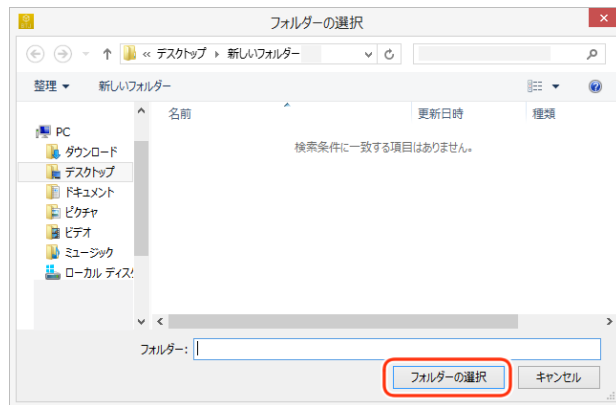 フォルダーの選択
« デスクトップ 新しいフォルダー
整理 新しいフォルダー
名前 更新日時 種類
検索条件に一致する項目はありません。
PC
ダウンロード
デスクトップ
ドキュメント
ピクチャ
ビデオ
ミュージック
ローカル ディス
フォルダー:
フォルダーの選択 キャンセル